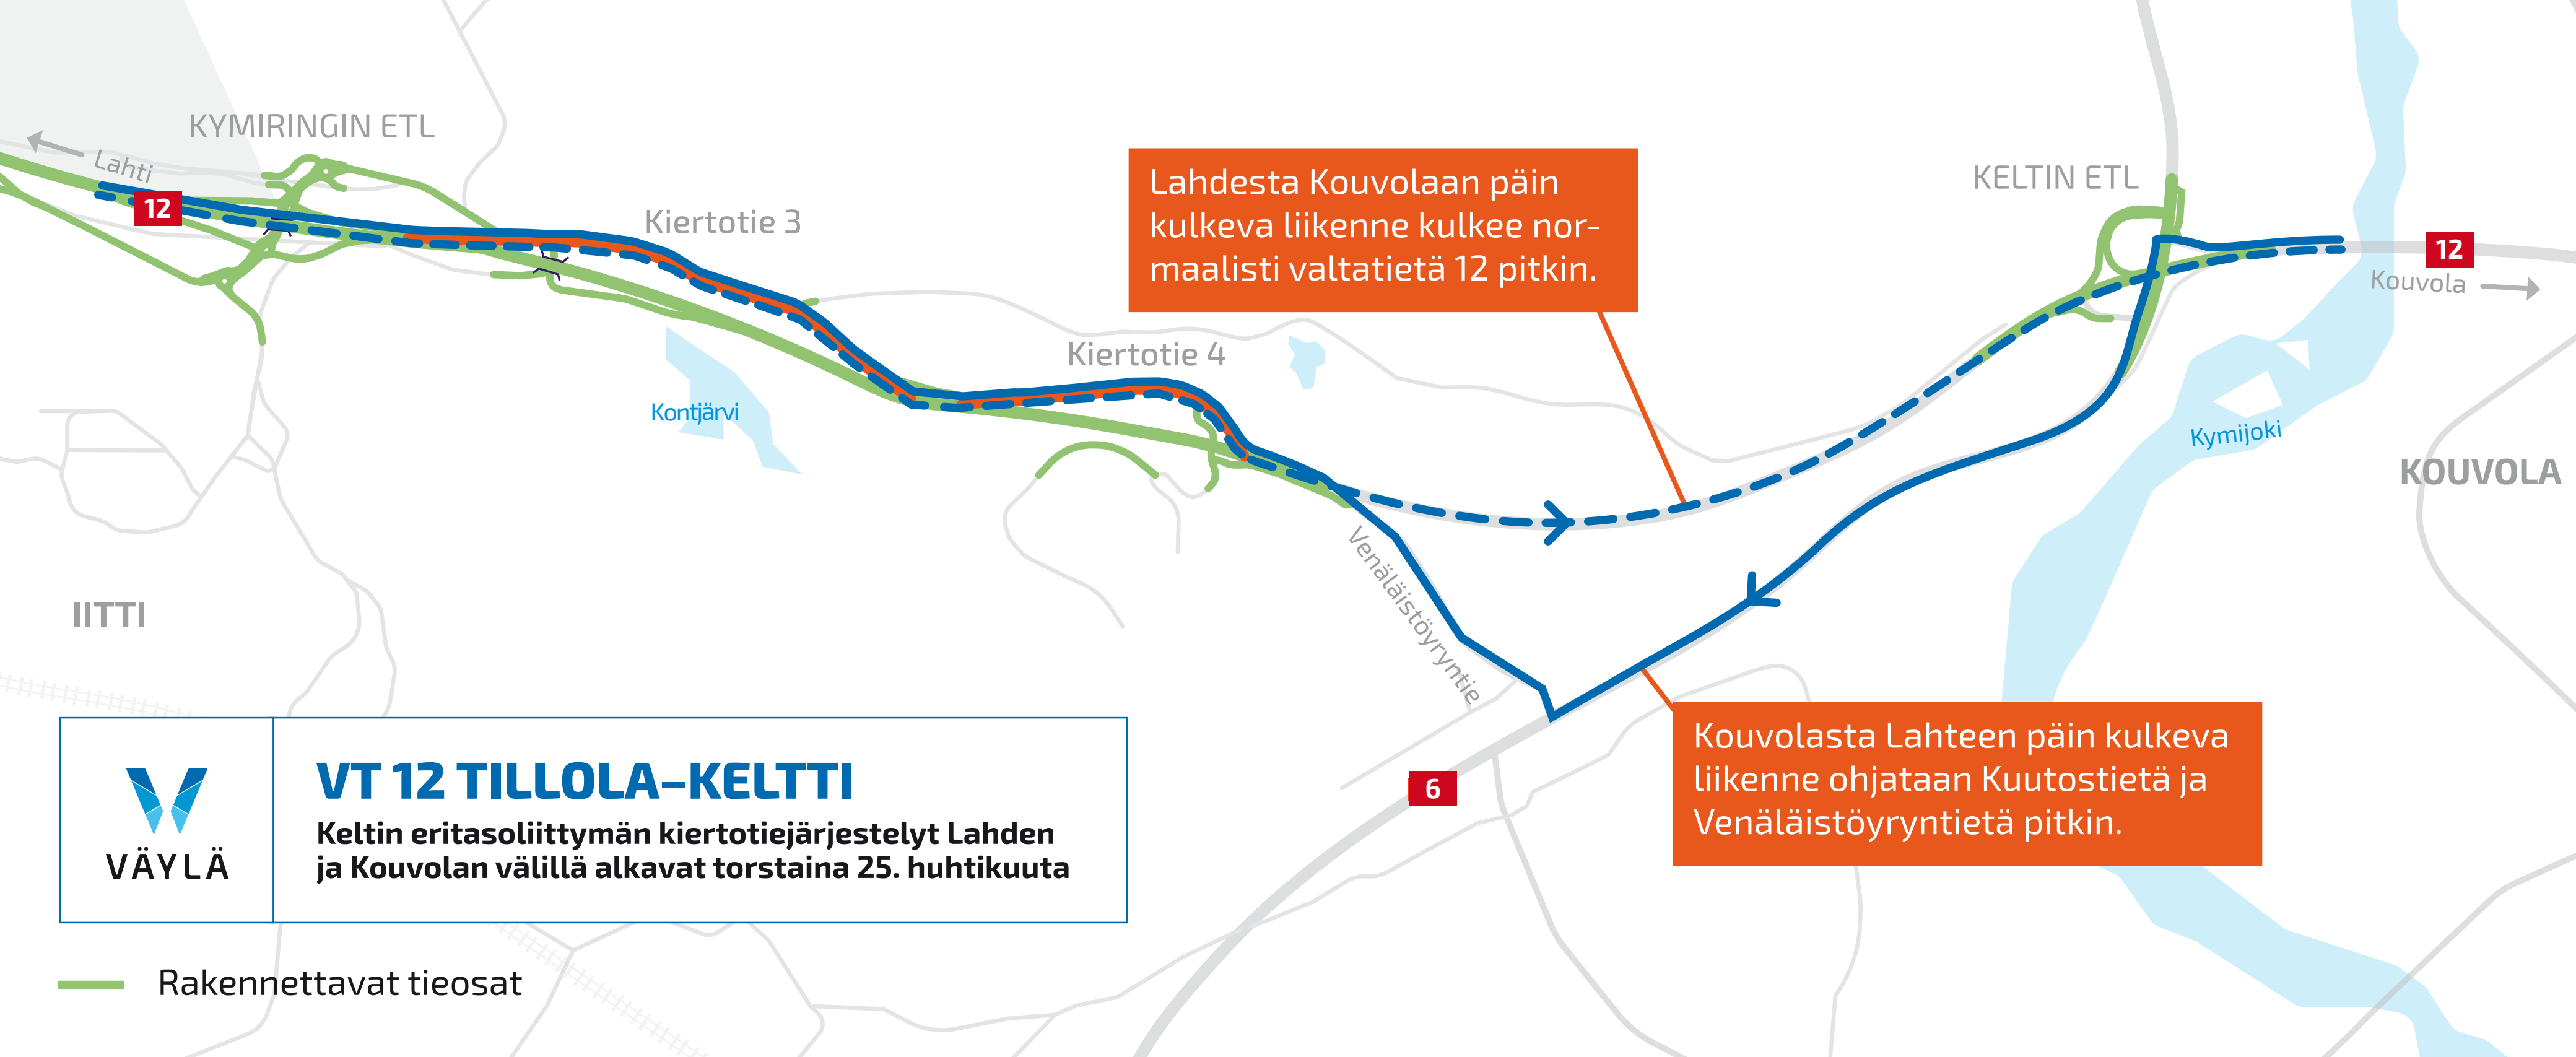 KYMIRINGIN ETL
Lahti
12
Kiertotie 3
Kiertotie 4
Kontjärvi
Lahdesta Kouvolaan päin
kulkeva liikenne kulkee nor-
maalisti valtatietä 12 pitkin.
KELTIN ETL
12
Kouvola
Kymijoki
KOUVOLA
Venäläistöyryntie
IITTI
6
Kouvolasta Lahteen päin kulkeva
liikenne ohjataan Kuutostietä ja
Venäläistöyryntietä pitkin.
VÄYLÄ
VT 12 TILLOLA–KELTTI
Keltin eritasoliittymän kiertotiejärjestelyt Lahden
ja Kouvolan välillä alkavat torstaina 25. huhtikuuta
Rakennettavat tieosat